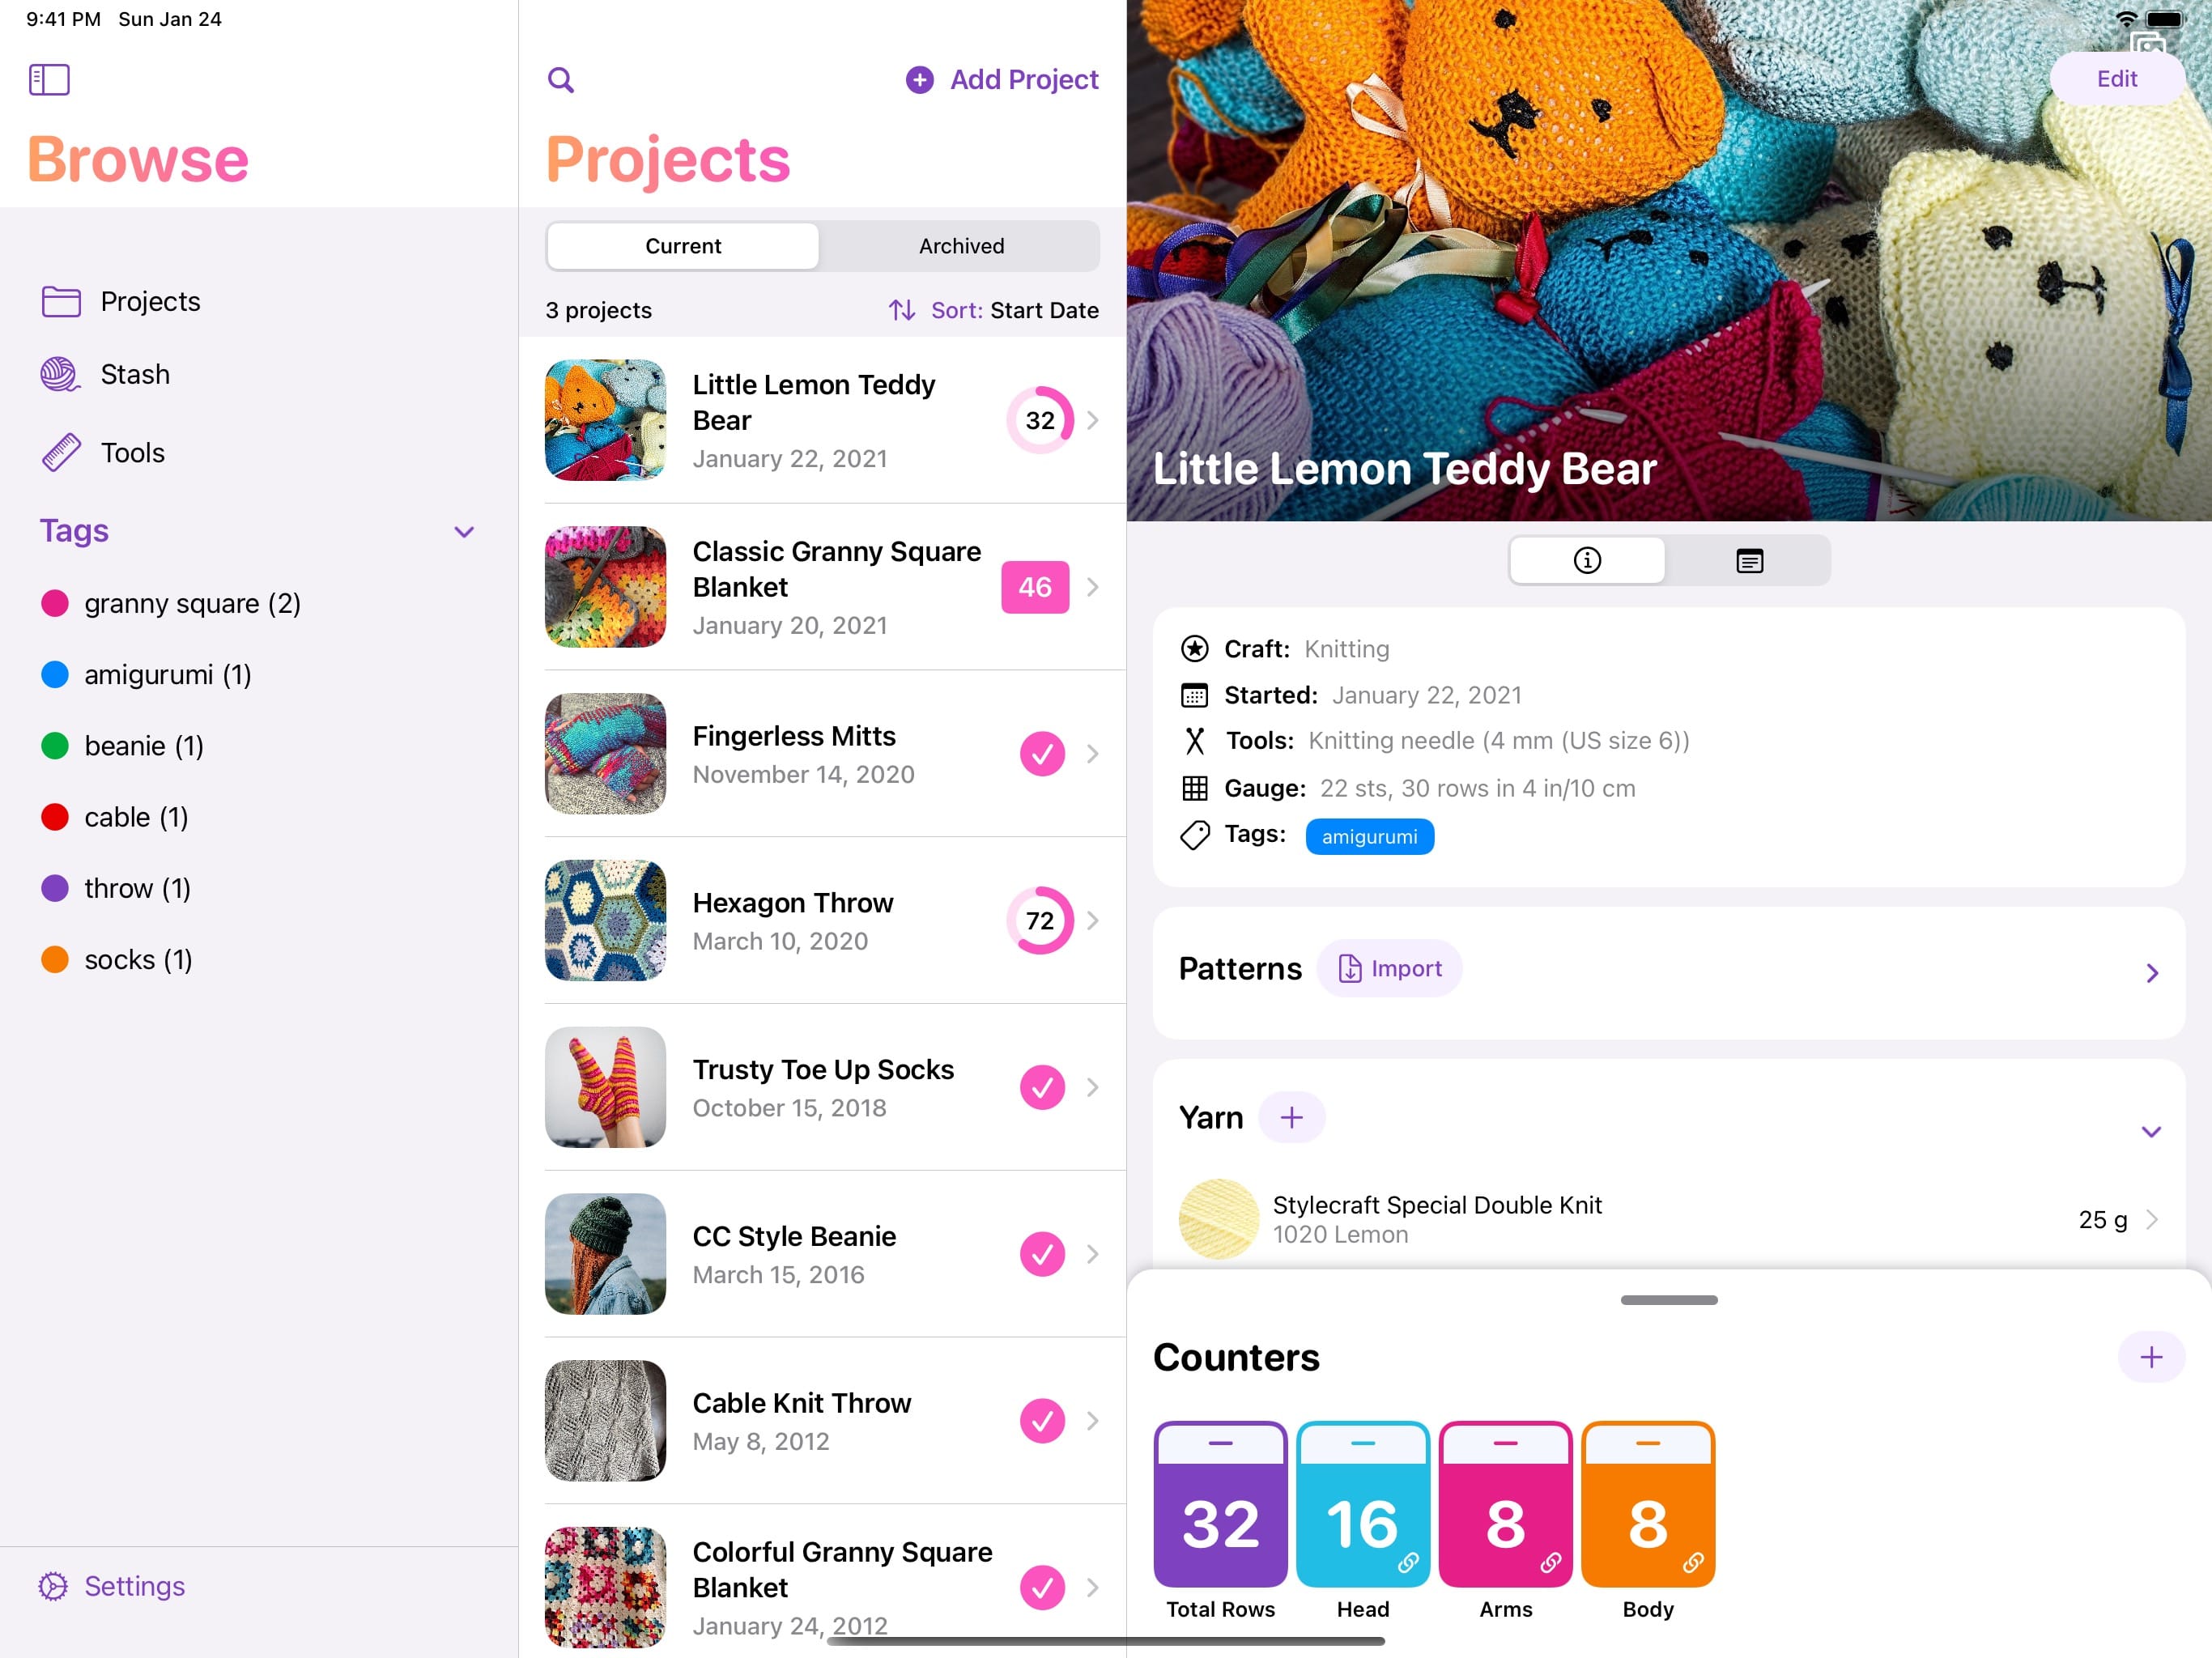 9:41 PM Sun Jan 24
Browse
Projects
Stash
Tools
Tags
granny square (2)
amigurumi (1)
beanie (1)
cable (1)
throw (1)
socks (1)
Settings
Add Project
Projects
Current Archived
3 projects Sort: Start Date
Little Lemon Teddy
Bear
January 22, 2021
32
Classic Granny Square
Blanket
January 20, 2021
46
Fingerless Mitts
November 14, 2020
Hexagon Throw
March 10, 2020
72
Trusty Toe Up Socks
October 15, 2018
CC Style Beanie
March 15, 2016
Cable Knit Throw
May 8, 2012
Colorful Granny Square
Blanket
January 24, 2012
Edit
Little Lemon Teddy Bear
Craft: Knitting
Started: January 22, 2021
Tools: Knitting needle (4 mm (US size 6))
Gauge: 22 sts, 30 rows in 4 in/10 cm
Tags: amigurumi
Patterns Import
Yarn
Stylecraft Special Double Knit
1020 Lemon
25 g
Counters
32 16 8 8
Total Rows Head Arms Body